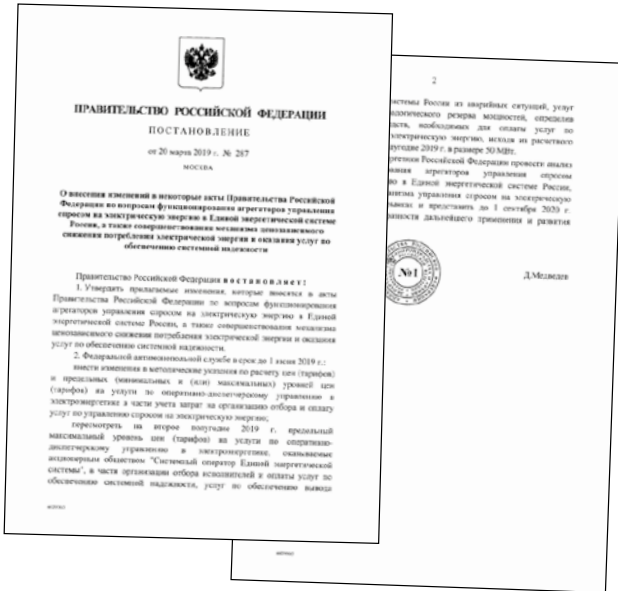 ПРАВИТЕЛЬСТВО РОССИЙСКОЙ ФЕДЕРАЦИИ
ПОСТАНОВЛЕНИЕ
от 20 марта 2019 г. № 287
МОСКВА
О внесении изменений в некоторые акты Правительства Российской
Федерации по вопросам функционирования агрегаторов управления
спросом на электрическую энергию в Единой энергетической системе
России, а также совершенствования механизма ценозависимого
снижения потребления электрической энергии и оказания услуг по
обеспечению системной надежности
Правительство Российской Федерации постановляет:
1. Утвердить прилагаемые изменения, которые вносятся в акты
Правительства Российской Федерации по вопросам функционирования
агрегаторов управления спросом на электрическую энергию в Единой
энергетической системе России, а также совершенствования механизма
ценозависимого снижения потребления электрической энергии и оказания
услуг по обеспечению системной надежности.
2. Федеральной антимонопольной службе в срок до 1 июня 2019 г.:
внести изменения в методические указания по расчету цен (тарифов)
и предельных (минимальных и (или) максимальных) уровней цен
(тарифов) на услуги по оперативно-диспетчерскому управлению в
электроэнергетике в части учета затрат на организацию отбора и оплату
услуг по управлению спросом на электрическую энергию;
пересмотреть на второе полугодие 2019 г. предельный
максимальный уровень цен (тарифов) на услуги по оперативно-
диспетчерскому управлению в электроэнергетике, оказываемые
акционерным обществом "Системный оператор Единой энергетической
системы", в части организации отбора исполнителей и оплаты услуг по
обеспечению системной надежности, услуг по обеспечению вывода
2
системы России из аварийных ситуаций, услуг
резерва мощностей, определив
необходимых для оплаты услуг по
электрическую энергию, исходя из расчетного
2019 г. в размере 50 МВт.
Российской Федерации провести анализ
агрегаторов управления спросом
в Единой энергетической системе России,
управления спросом на электрическую
и представить до 1 сентября 2020 г.
дальнейшего применения и развития
№1
Д.Медведев